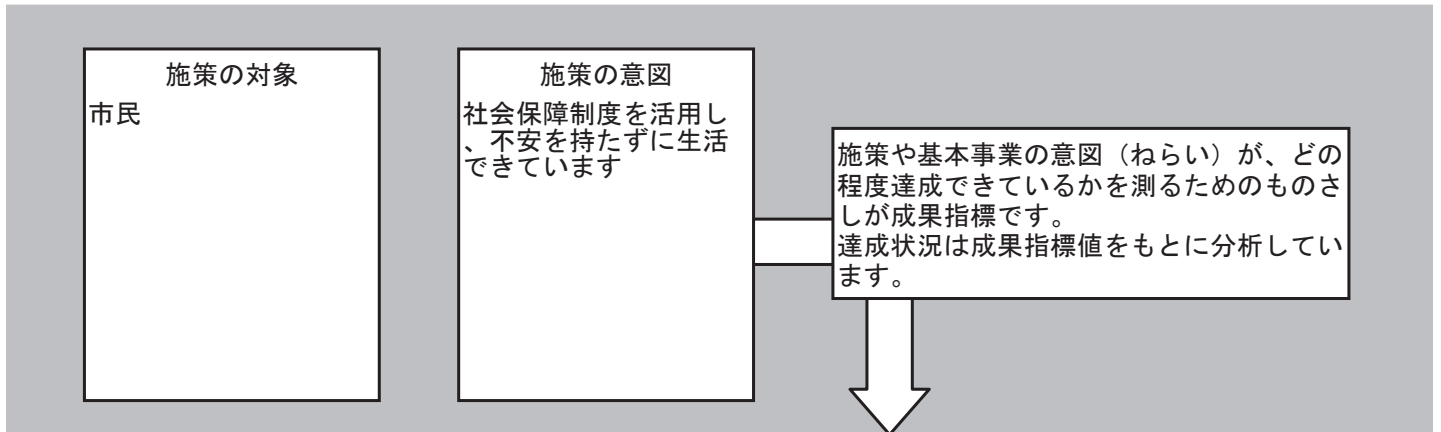 施策の対象
市民
施策の意図
社会保障制度を活用し
、不安を持たずに生活
できています
施策や基本事業の意図（ねらい）が、どの
程度達成できているかを測るためのものさ
しが成果指標です。
達成状況は成果指標値をもとに分析してい
ます。